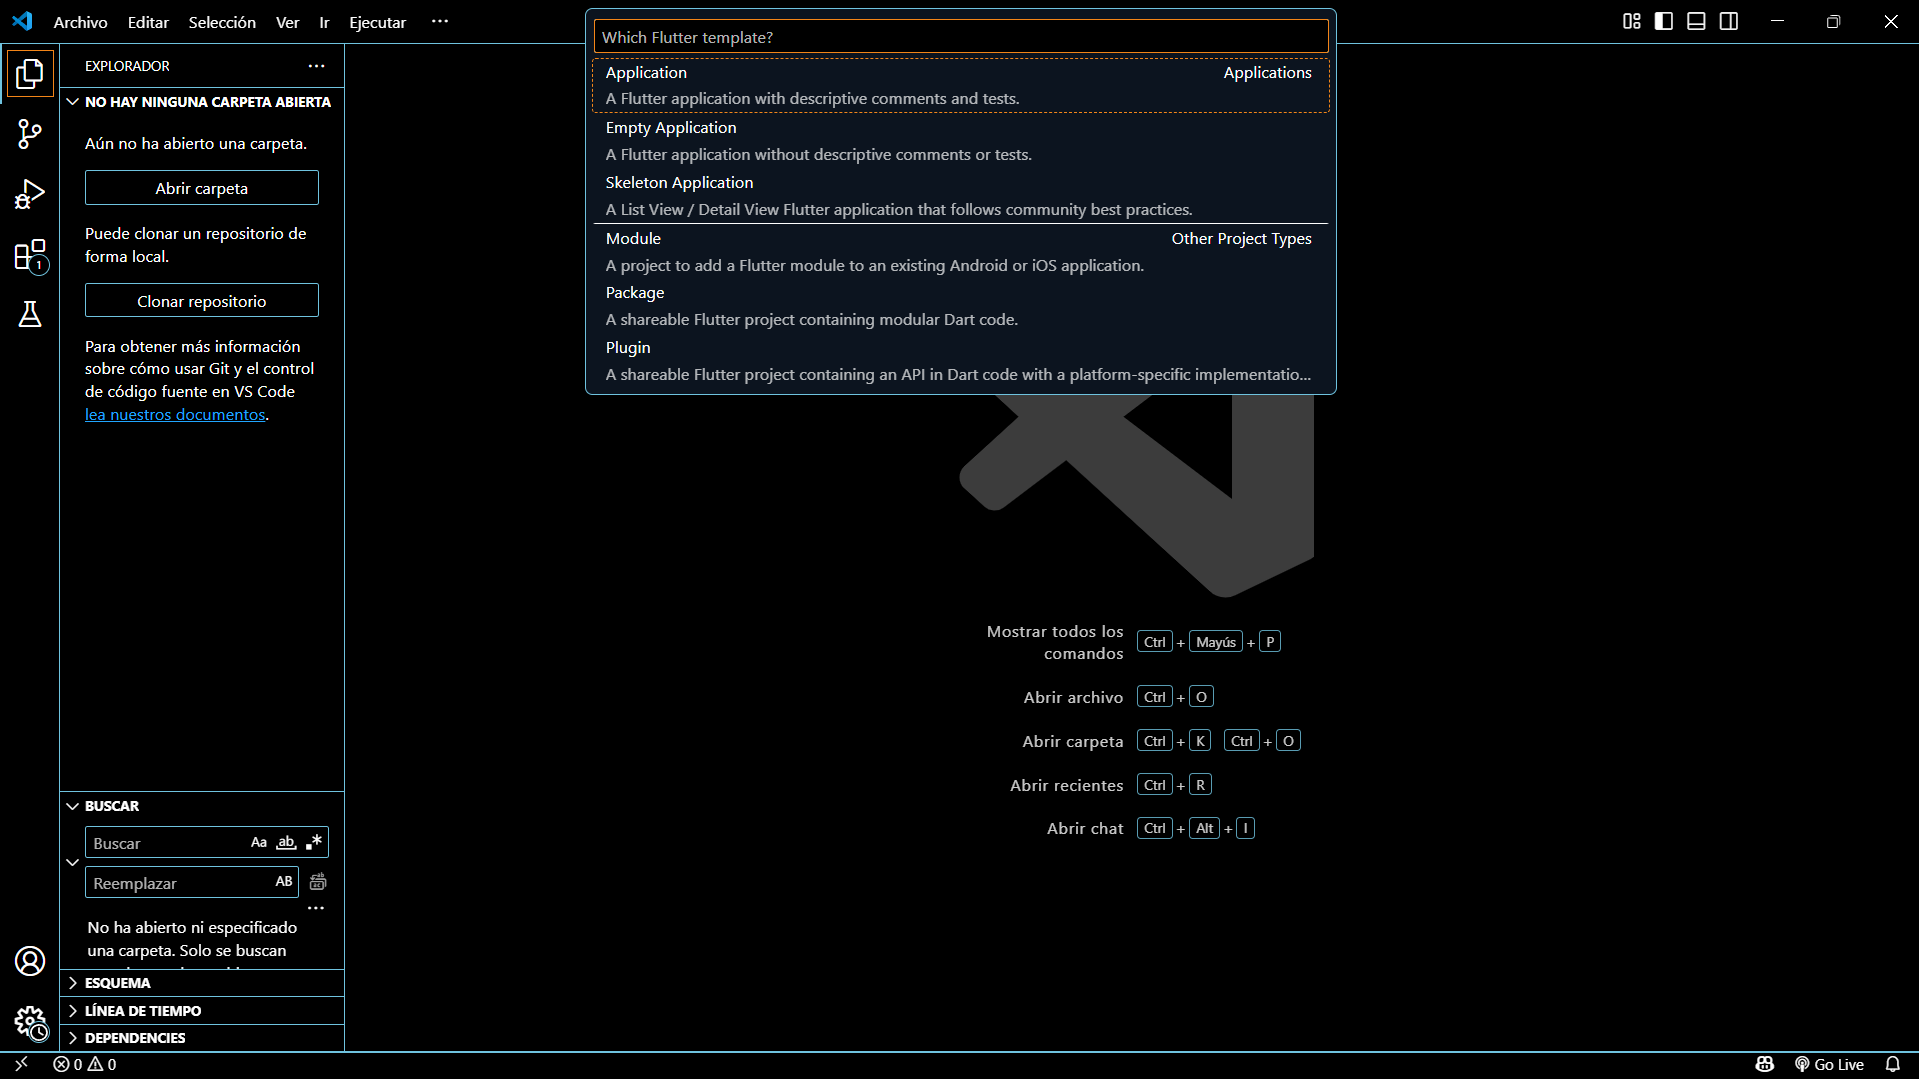 Archivo Editar Selección Ver Ir Ejecutar ···
Which Flutter template?
Application Applications
A Flutter application with descriptive comments and tests.
Empty Application
A Flutter application without descriptive comments or tests.
Skeleton Application
A List View / Detail View Flutter application that follows community best practices.
Module Other Project Types
A project to add a Flutter module to an existing Android or iOS application.
Package
A shareable Flutter project containing modular Dart code.
Plugin
A shareable Flutter project containing an API in Dart code with a platform-specific implementatio...
EXPLORADOR ···
NO HAY NINGUNA CARPETA ABIERTA
Aún no ha abierto una carpeta.
Abrir carpeta
Puede clonar un repositorio de
forma local.
Clonar repositorio
Para obtener más información
sobre cómo usar Git y el control
de código fuente en VS Code
lea nuestros documentos.
1
Mostrar todos los
comandos Ctrl + Mayús + P
Abrir archivo Ctrl + O
Abrir carpeta Ctrl + K Ctrl + O
Abrir recientes Ctrl + R
Abrir chat Ctrl + Alt + I
BUSCAR
Buscar Aa ab .*
Reemplazar AB
···
No ha abierto ni especificado
una carpeta. Solo se buscan
ESQUEMA
LÍNEA DE TIEMPO
DEPENDENCIES
0 0 Go Live